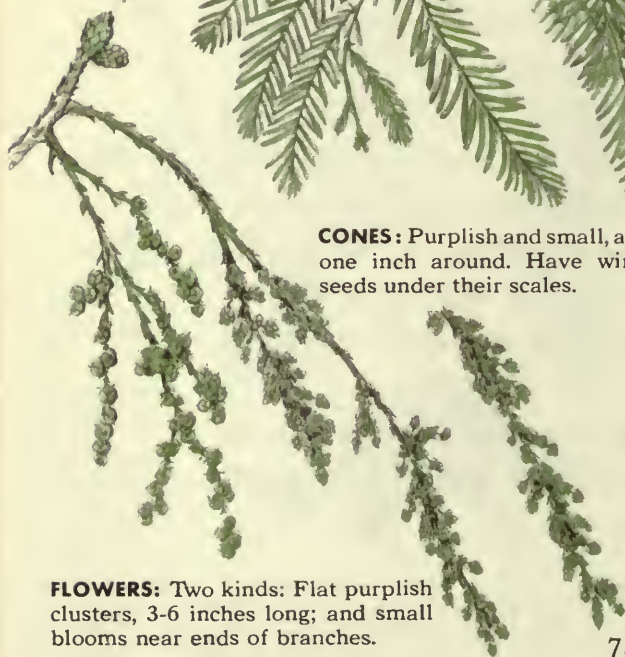 CONES: Purplish and small,
one inch around. Have
seeds under their scales.
FLOWERS: Two kinds: Flat purplish
clusters, 3-6 inches long; and small
blooms near ends of branches.